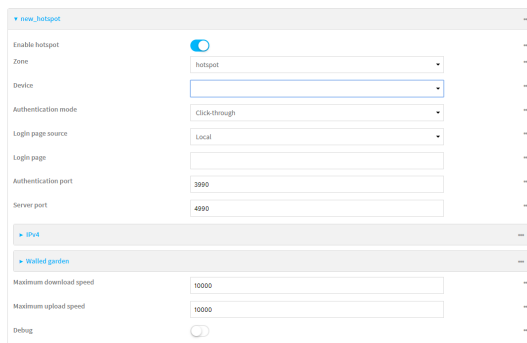 new_hotspot
Enable hotspot
Zone hotspot
Device
Authentication mode Click-through
Login page source Local
Login page
Authentication port 3990
Server port 4990
IPv4
Walled garden
Maximum download speed 10000
Maximum upload speed 10000
Debug